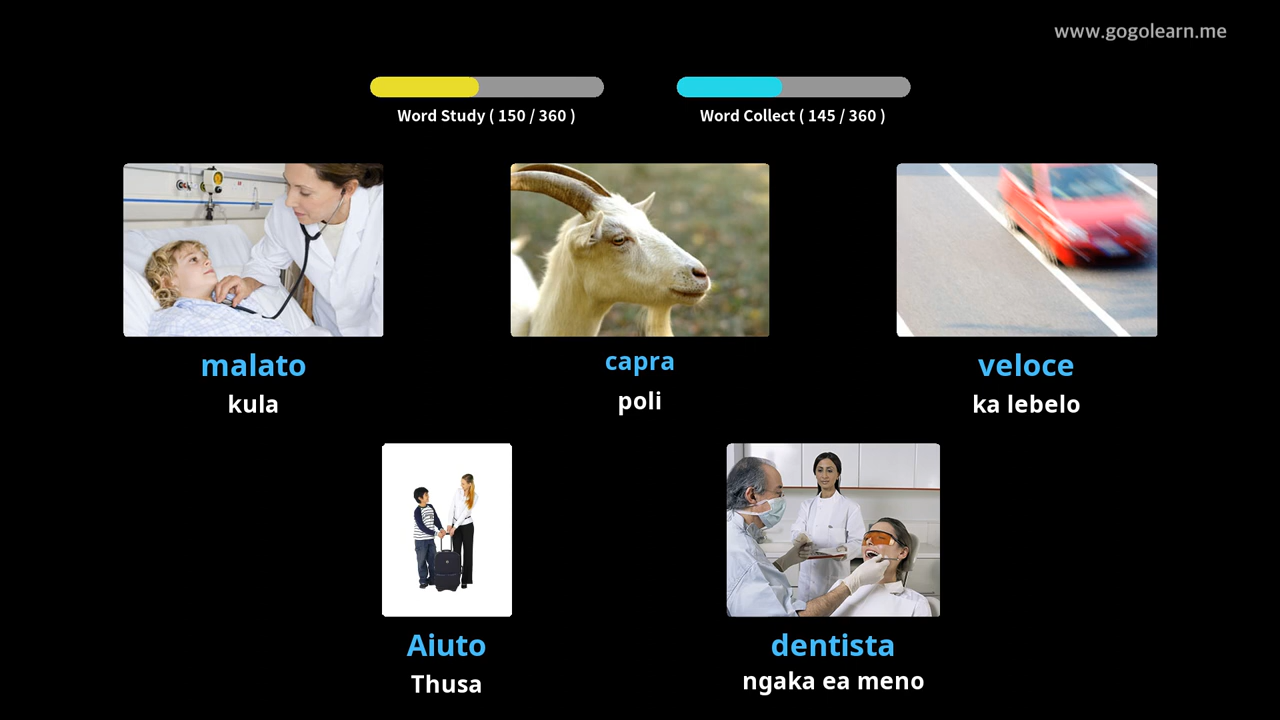 www.gogolearn.me
Word Study ( 150 / 360 )
Word Collect ( 145 / 360 )
malato
kula
capra
poli
veloce
ka lebelo
Aiuto
Thusa
dentista
ngaka ea meno